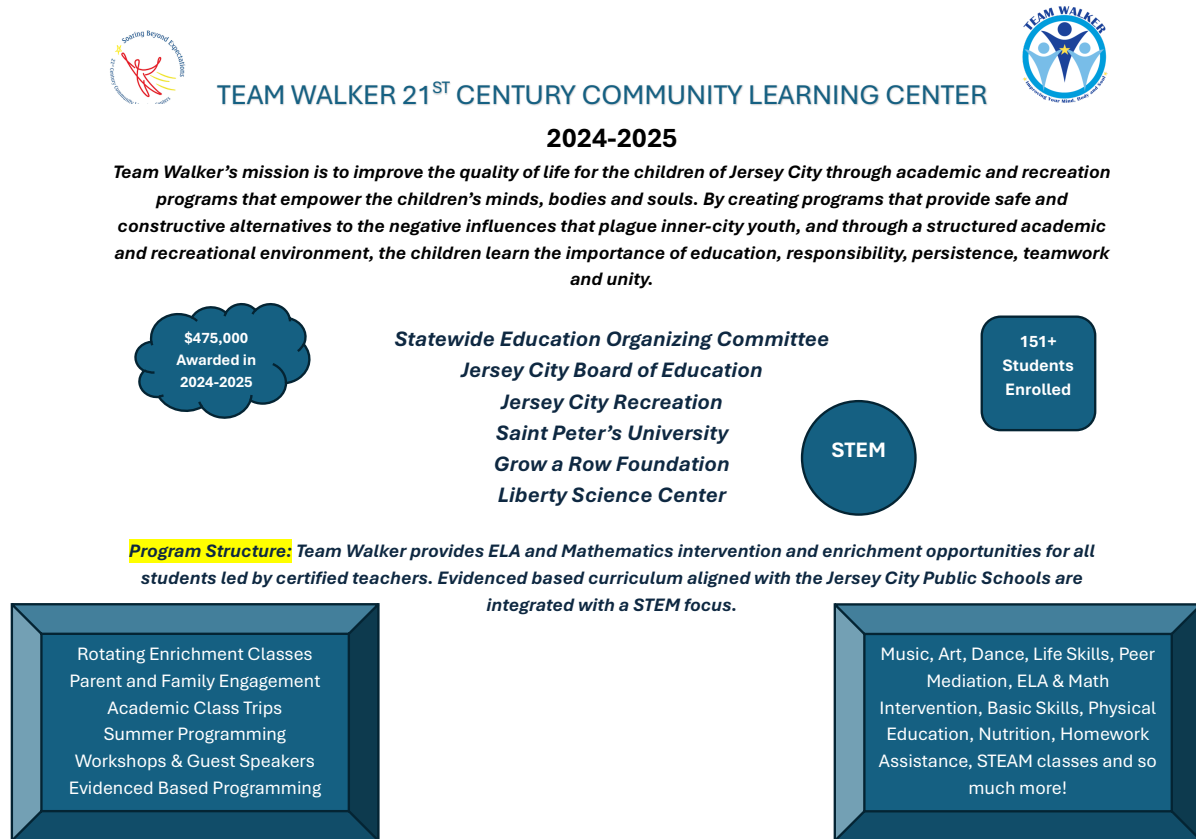 Soaring Beyond Expectations
21st Century Community
TEAM WALKER
Improving Your Mind, Body and Soul
TEAM WALKER 21ST CENTURY COMMUNITY LEARNING CENTER
2024-2025
Team Walker’s mission is to improve the quality of life for the children of Jersey City through academic and recreation
programs that empower the children’s minds, bodies and souls. By creating programs that provide safe and
constructive alternatives to the negative influences that plague inner-city youth, and through a structured academic
and recreational environment, the children learn the importance of education, responsibility, persistence, teamwork
and unity.
$475,000
Awarded in
2024-2025
Statewide Education Organizing Committee
Jersey City Board of Education
Jersey City Recreation
Saint Peter’s University
Grow a Row Foundation
Liberty Science Center
STEM
151+
Students
Enrolled
Program Structure: Team Walker provides ELA and Mathematics intervention and enrichment opportunities for all
students led by certified teachers. Evidenced based curriculum aligned with the Jersey City Public Schools are
integrated with a STEM focus.
Rotating Enrichment Classes
Parent and Family Engagement
Academic Class Trips
Summer Programming
Workshops & Guest Speakers
Evidenced Based Programming
Music, Art, Dance, Life Skills, Peer
Mediation, ELA & Math
Intervention, Basic Skills, Physical
Education, Nutrition, Homework
Assistance, STEAM classes and so
much more!